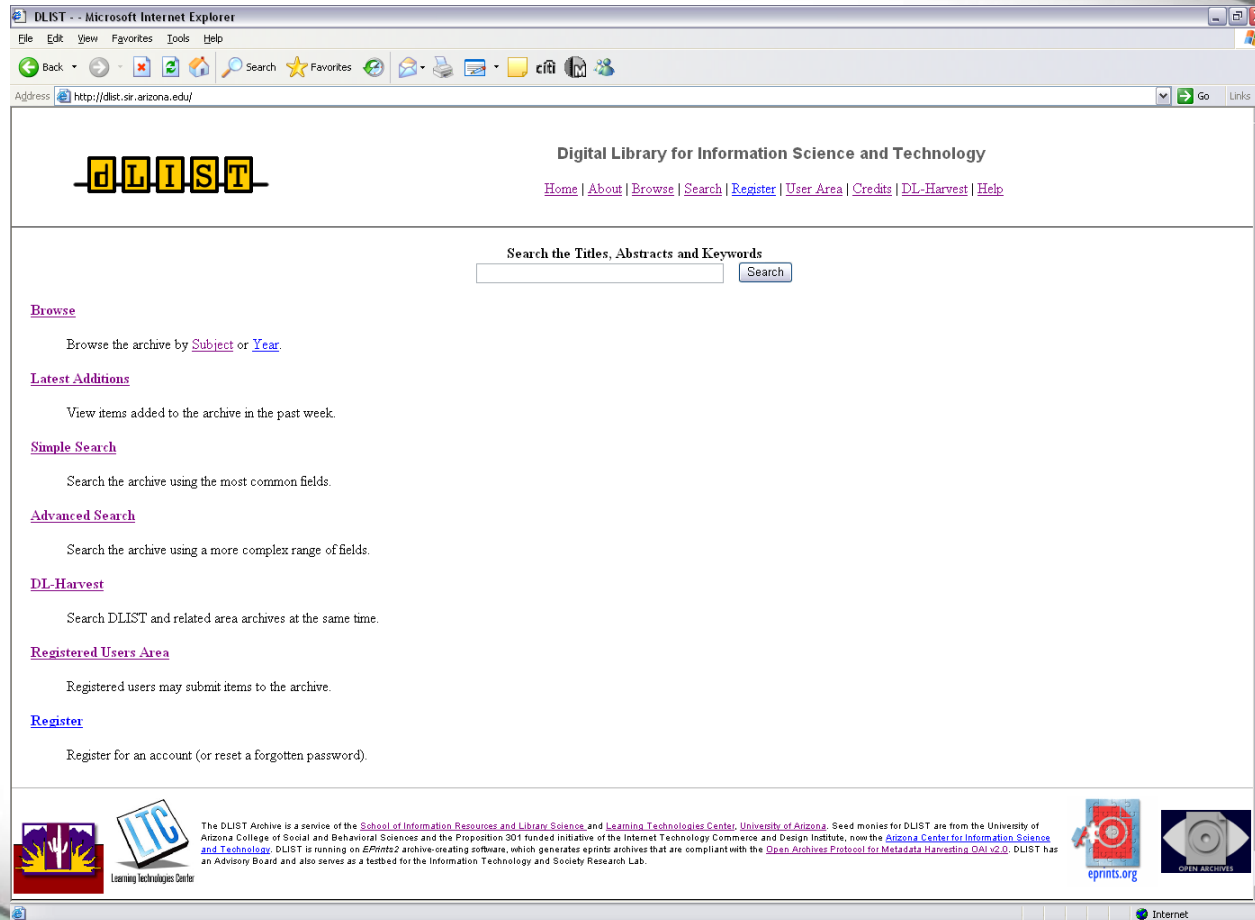 DLIST - - Microsoft Internet Explorer
File Edit View Favorites Tools Help
Back Search Favorites cïtï M
Address http://dlist.sir.arizona.edu/ Go Links
dLIST
Digital Library for Information Science and Technology
Home | About | Browse | Search | Register | User Area | Credits | DL-Harvest | Help
Search the Titles, Abstracts and Keywords
Search
Browse
Browse the archive by Subject or Year.
Latest Additions
View items added to the archive in the past week.
Simple Search
Search the archive using the most common fields.
Advanced Search
Search the archive using a more complex range of fields.
DL-Harvest
Search DLIST and related area archives at the same time.
Registered Users Area
Registered users may submit items to the archive.
Register
Register for an account (or reset a forgotten password).
LTC
Learning Technologies Center
The DLIST Archive is a service of the School of Information Resources and Library Science and Learning Technologies Center, University of Arizona. Seed monies for DLIST are from the University of
Arizona College of Social and Behavioral Sciences and the Proposition 301 funded initiative of the Internet Technology Commerce and Design Institute, now the Arizona Center for Information Science
and Technology. DLIST is running on EPrints2 archive-creating software, which generates eprints archives that are compliant with the Open Archives Protocol for Metadata Harvesting OAI v2.0. DLIST has
an Advisory Board and also serves as a testbed for the Information Technology and Society Research Lab.
eprints.org
OPEN ARCHIVES
Internet